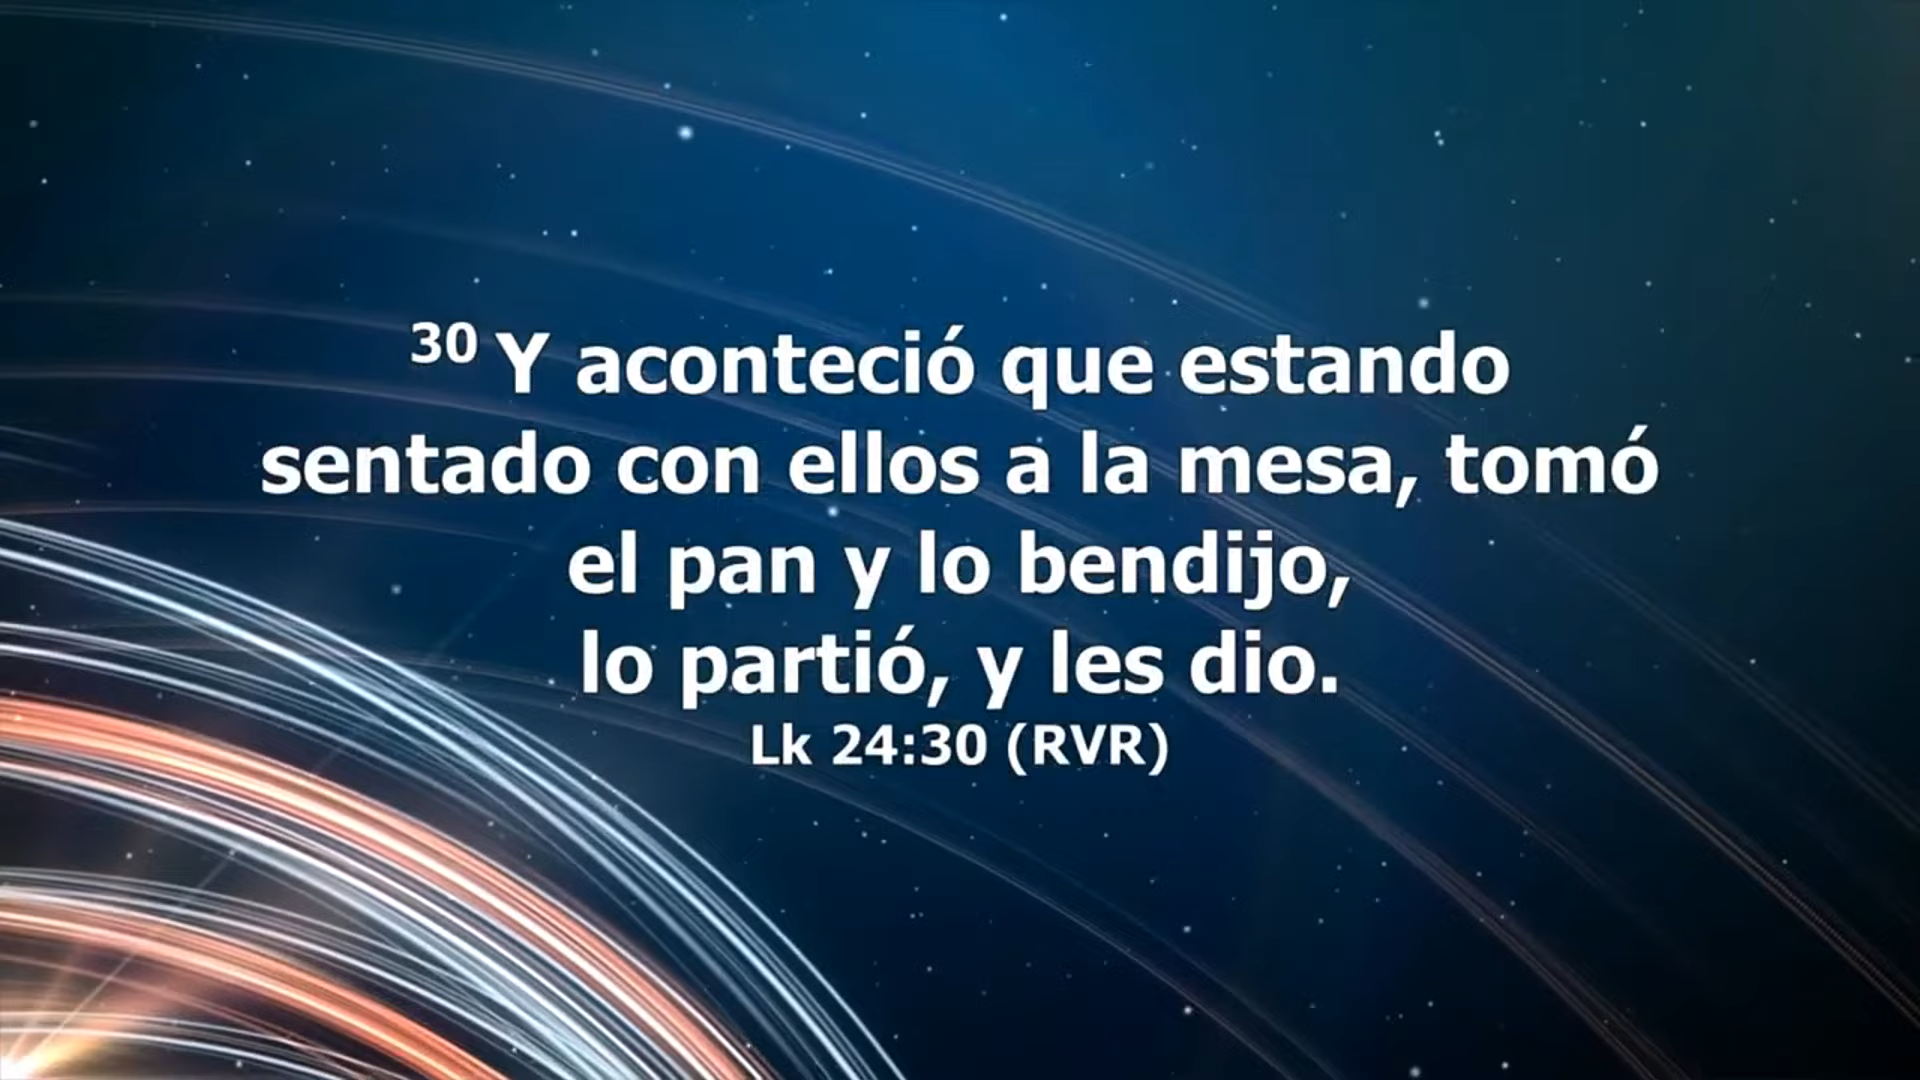 30 Y aconteció que estando
sentado con ellos a la mesa, tomó
el pan y lo bendijo,
lo partió, y les dio.
Lk 24:30 (RVR)